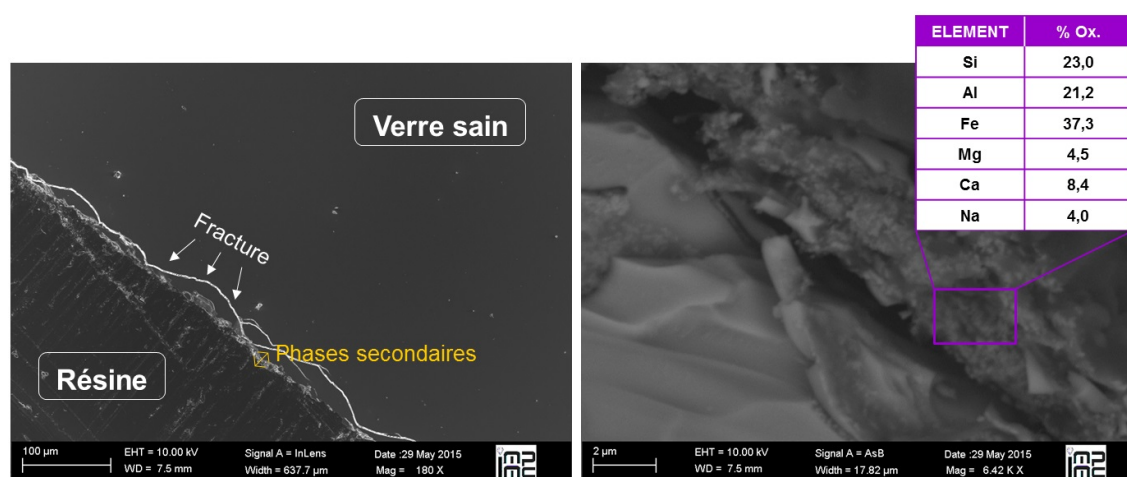 ELEMENT % Ox.
Si 23,0
Al 21,2
Fe 37,3
Mg 4,5
Ca 8,4
Na 4,0
Verre sain
Fracture
Phases secondaires
Résine
100 µm EHT = 10.00 kV Signal A = InLens Date :29 May 2015
WD = 7.5 mm Width = 637.7 µm Mag = 180 X
2 µm EHT = 10.00 kV Signal A = AsB Date :29 May 2015
WD = 7.5 mm Width = 17.82 µm Mag = 6.42 K X